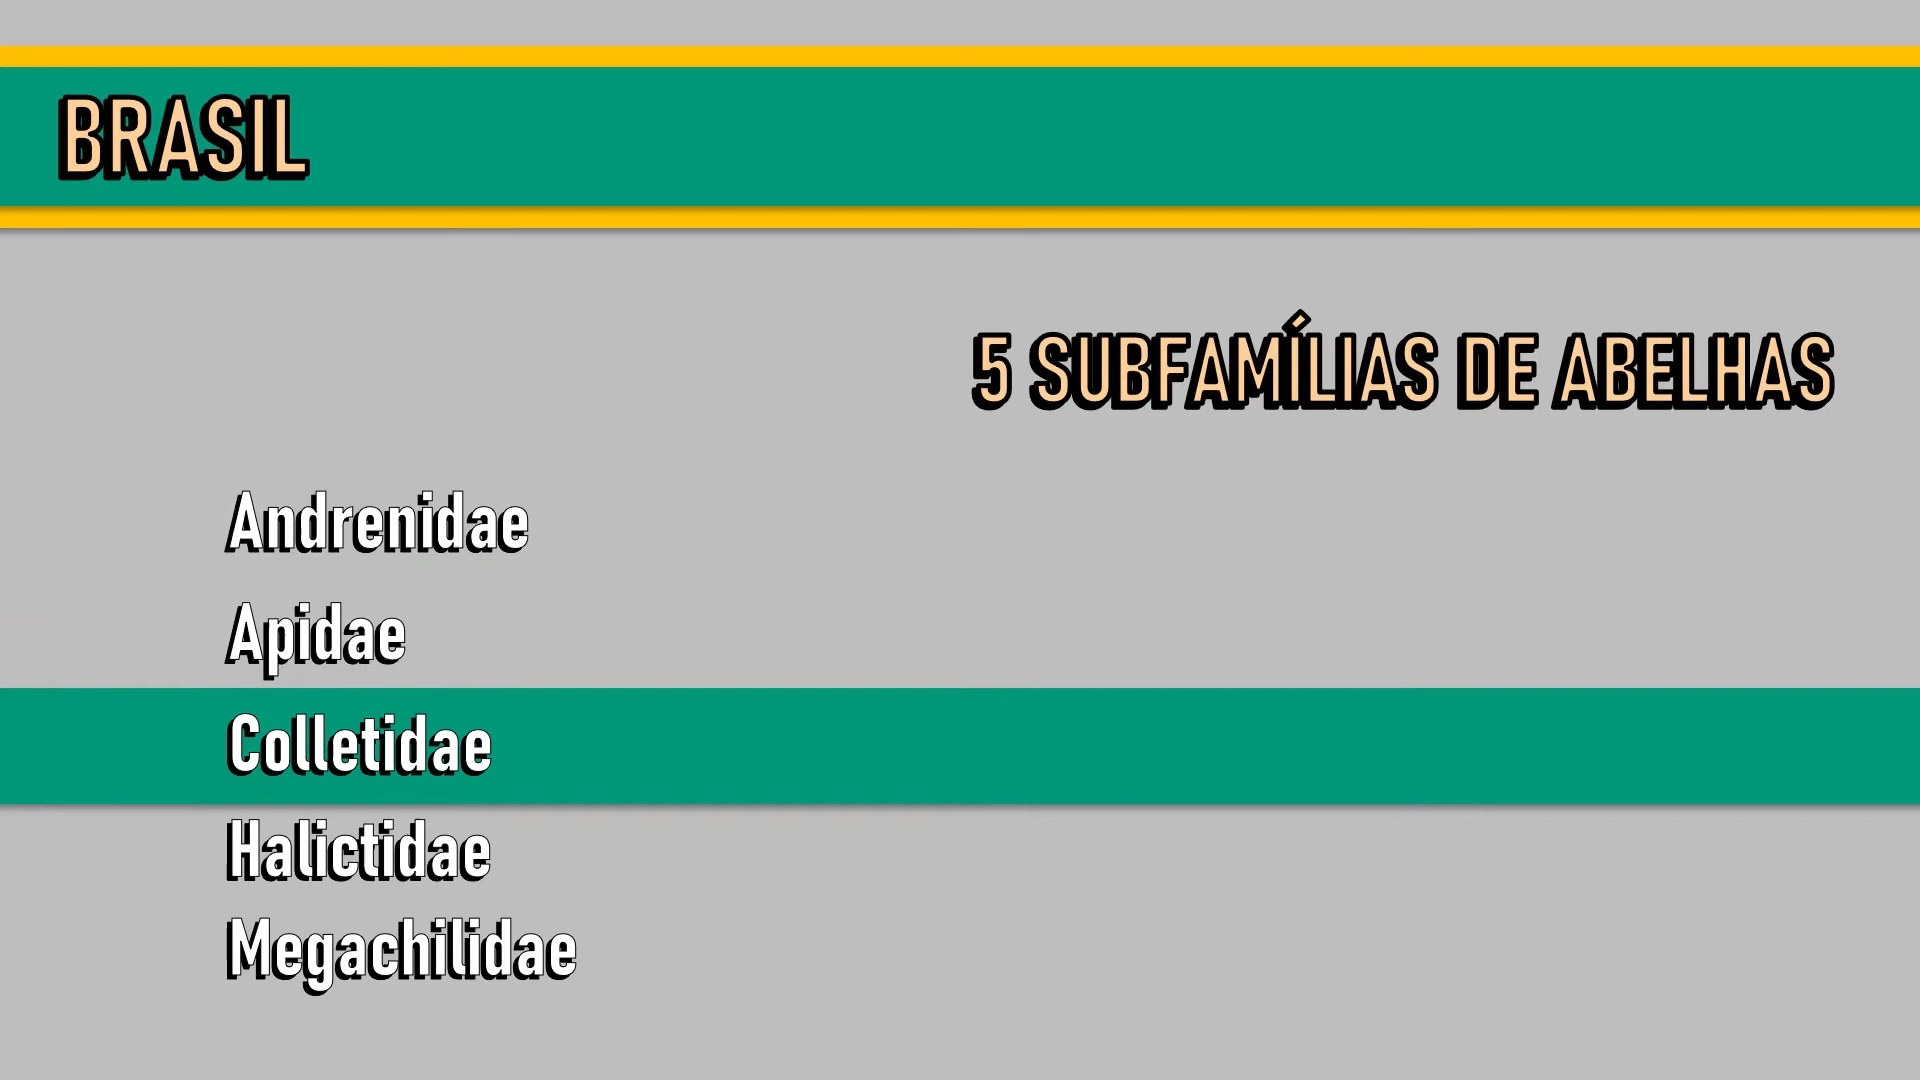 BRASIL
5 SUBFAMÍLIAS DE ABELHAS
Andrenidae
Apidae
Colletidae
Halictidae
Megachilidae